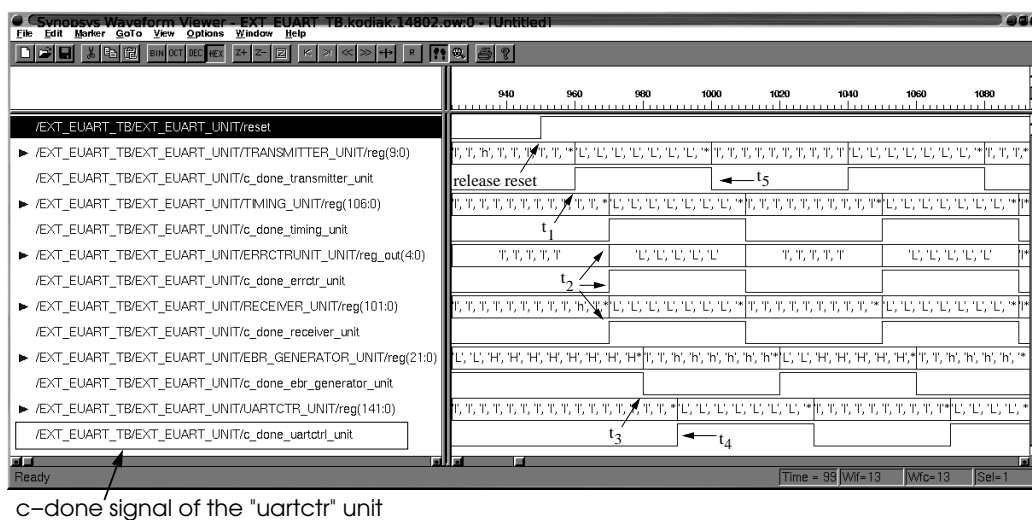 Synopsys Waveform Viewer - EXT_EUART_TB.kodiak.14802.ow:0 - [Untitled]
File Edit Marker GoTo View Options Window Help
BIN OCT DEC HEX Z+ Z- R
940 960 980 1000 1020 1040 1060 1080
/EXT_EUART_TB/EXT_EUART_UNIT/reset
/EXT_EUART_TB/EXT_EUART_UNIT/TRANSMITTER_UNIT/reg(9:0)
/EXT_EUART_TB/EXT_EUART_UNIT/c_done_transmitter_unit
release reset
t5
/EXT_EUART_TB/EXT_EUART_UNIT/TIMING_UNIT/reg(106:0)
/EXT_EUART_TB/EXT_EUART_UNIT/c_done_timing_unit
t1
/EXT_EUART_TB/EXT_EUART_UNIT/ERRCTRUNIT_UNIT/reg_out(4:0) 'l', 'l', 'l', 'l', 'l' 'L', 'L', 'L', 'L', 'L' 'l', 'l', 'l', 'l', 'l' 'L', 'L', 'L', 'L', 'L'
/EXT_EUART_TB/EXT_EUART_UNIT/c_done_errctr_unit
t2
/EXT_EUART_TB/EXT_EUART_UNIT/RECEIVER_UNIT/reg(101:0)
/EXT_EUART_TB/EXT_EUART_UNIT/c_done_receiver_unit
/EXT_EUART_TB/EXT_EUART_UNIT/EBR_GENERATOR_UNIT/reg(21:0)
/EXT_EUART_TB/EXT_EUART_UNIT/c_done_ebr_generator_unit
/EXT_EUART_TB/EXT_EUART_UNIT/UARTCTR_UNIT/reg(141:0)
/EXT_EUART_TB/EXT_EUART_UNIT/c_done_uartctrl_unit
t3
t4
Ready Time = 99 Wif=13 Wfc=13 Sel=1
c-done signal of the "uartctr" unit